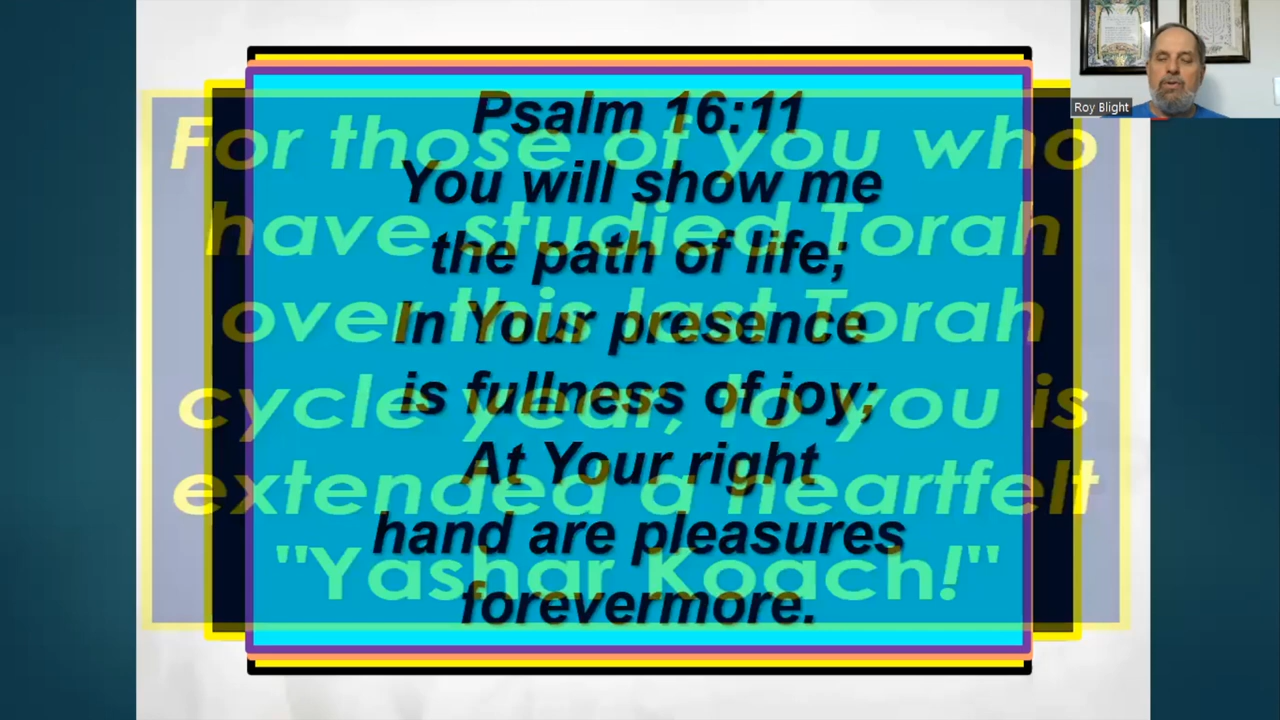 Psalm 16:11
You will show me
the path of life;
In Your presence
is fullness of joy;
At Your right
hand are pleasures
forevermore.
For those of you who
have studied Torah
over this last Torah
cycle year, to you is
extended a heartfelt
"Yashar Koach!"
Roy Blight